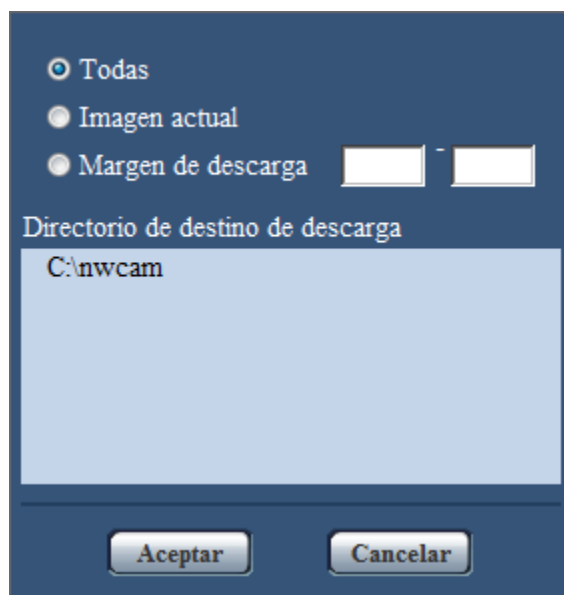 Todas
Imagen actual
Margen de descarga -
Directorio de destino de descarga
C:\nwcam
Aceptar Cancelar